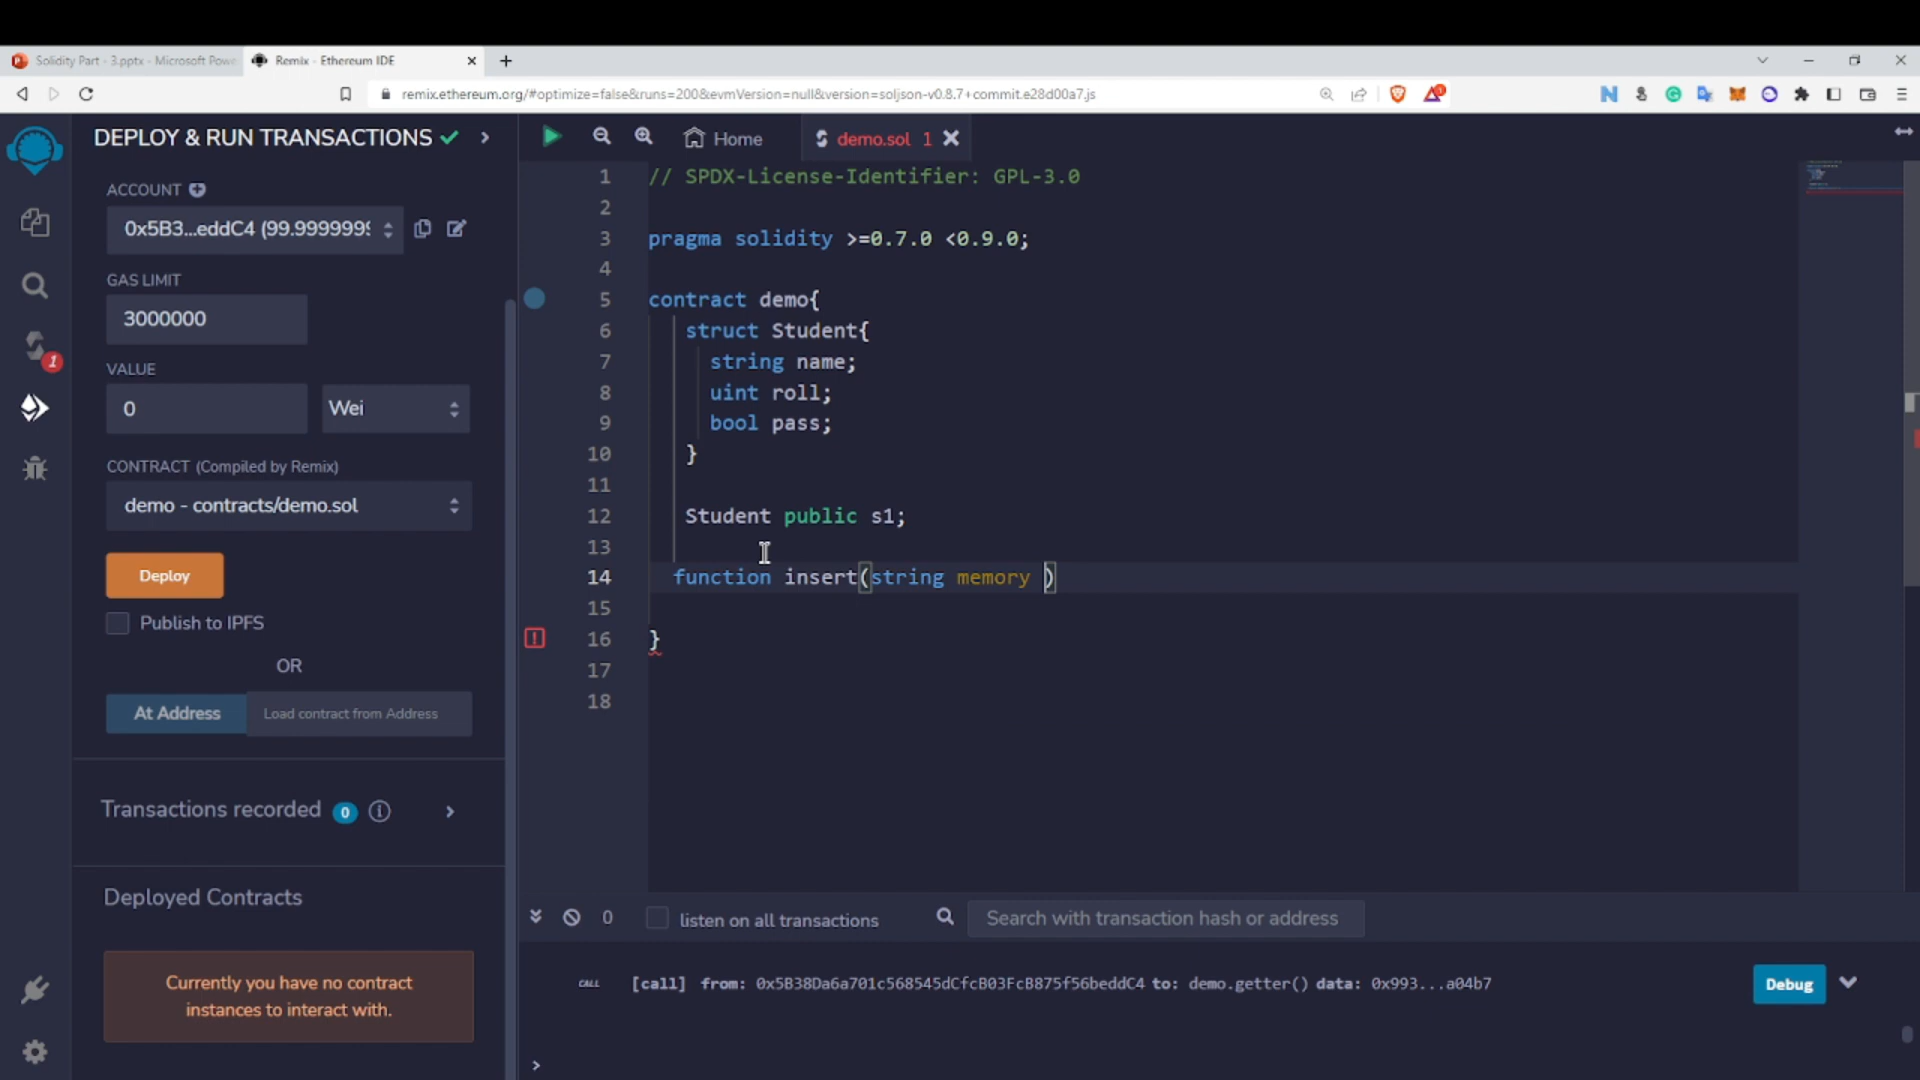 Solidity Part - 3.pptx - Microsoft Powe
Remix - Ethereum IDE
remix.ethereum.org/#optimize=false&runs=200&evmVersion=null&version=soljson-v0.8.7+commit.e28d00a7.js
DEPLOY & RUN TRANSACTIONS
Home
demo.sol 1
ACCOUNT
0x5B3...eddC4 (99.9999999
GAS LIMIT
3000000
VALUE
0
Wei
CONTRACT (Compiled by Remix)
demo - contracts/demo.sol
Deploy
Publish to IPFS
OR
At Address
Load contract from Address
Transactions recorded 0
Deployed Contracts
Currently you have no contract
instances to interact with.
1
1 // SPDX-License-Identifier: GPL-3.0
2
3 pragma solidity >=0.7.0 <0.9.0;
4
5 contract demo{
6 struct Student{
7 string name;
8 uint roll;
9 bool pass;
10 }
11
12 Student public s1;
13
14 function insert(string memory )
15
16 }
17
18
0
listen on all transactions
Search with transaction hash or address
CALL [call] from: 0x5B38Da6a701c568545dCfcB03FcB875f56beddC4 to: demo.getter() data: 0x993...a04b7
Debug
>